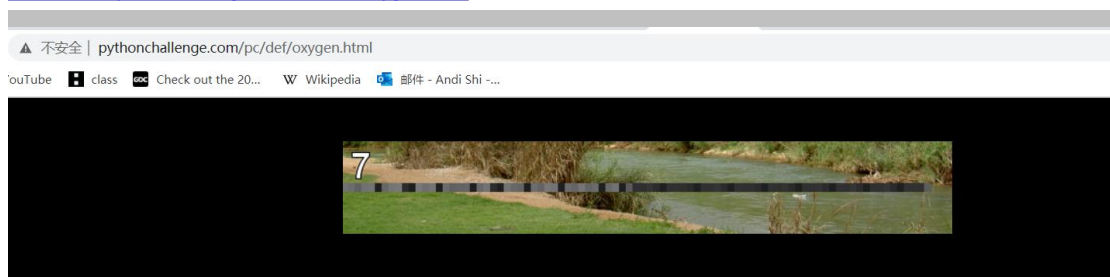 不安全 | pythonchallenge.com/pc/def/oxygen.html
ouTube class GDC Check out the 20... W Wikipedia 邮件 - Andi Shi -...
7